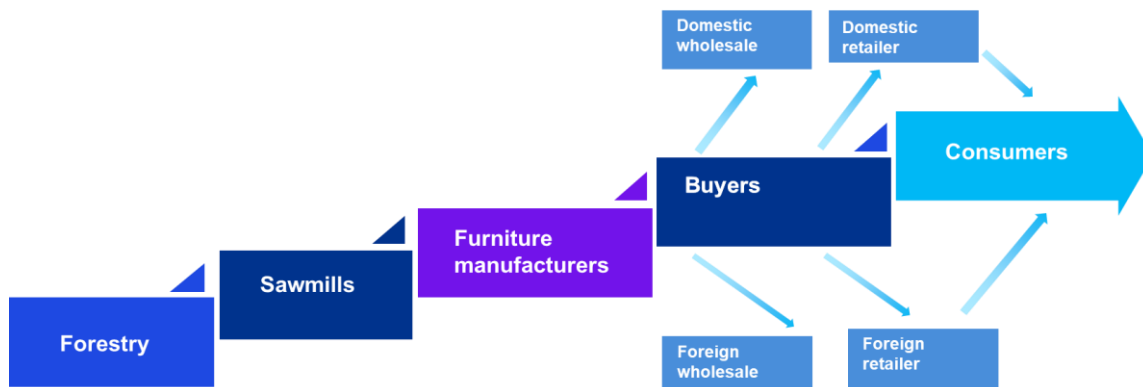 Domestic
wholesale
Domestic
retailer
Consumers
Buyers
Furniture
manufacturers
Sawmills
Forestry
Foreign
wholesale
Foreign
retailer